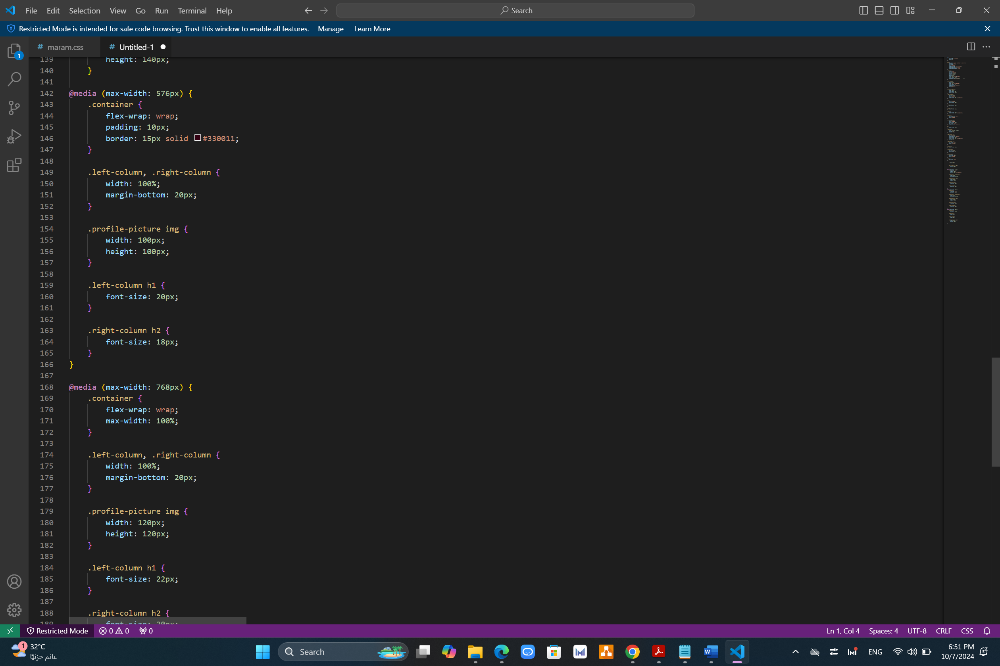 File Edit Selection View Go Run Terminal Help
Search
Restricted Mode is intended for safe code browsing. Trust this window to enable all features. Manage Learn More
# maram.css
# Untitled-1
1
139 height: 140px;
140 }
141
142 @media (max-width: 576px) {
143 .container {
144 flex-wrap: wrap;
145 padding: 10px;
146 border: 15px solid #330011;
147 }
148
149 .left-column, .right-column {
150 width: 100%;
151 margin-bottom: 20px;
152 }
153
154 .profile-picture img {
155 width: 100px;
156 height: 100px;
157 }
158
159 .left-column h1 {
160 font-size: 20px;
161 }
162
163 .right-column h2 {
164 font-size: 18px;
165 }
166 }
167
168 @media (max-width: 768px) {
169 .container {
170 flex-wrap: wrap;
171 max-width: 100%;
172 }
173
174 .left-column, .right-column {
175 width: 100%;
176 margin-bottom: 20px;
177 }
178
179 .profile-picture img {
180 width: 120px;
181 height: 120px;
182 }
183
184 .left-column h1 {
185 font-size: 22px;
186 }
187
188 .right-column h2 {
189 font-size: 20px;
Restricted Mode 0 0 0
Ln 1, Col 4 Spaces: 4 UTF-8 CRLF CSS
1
32°C
غائم جزئيًا
Search
ENG
6:51 PM
10/7/2024